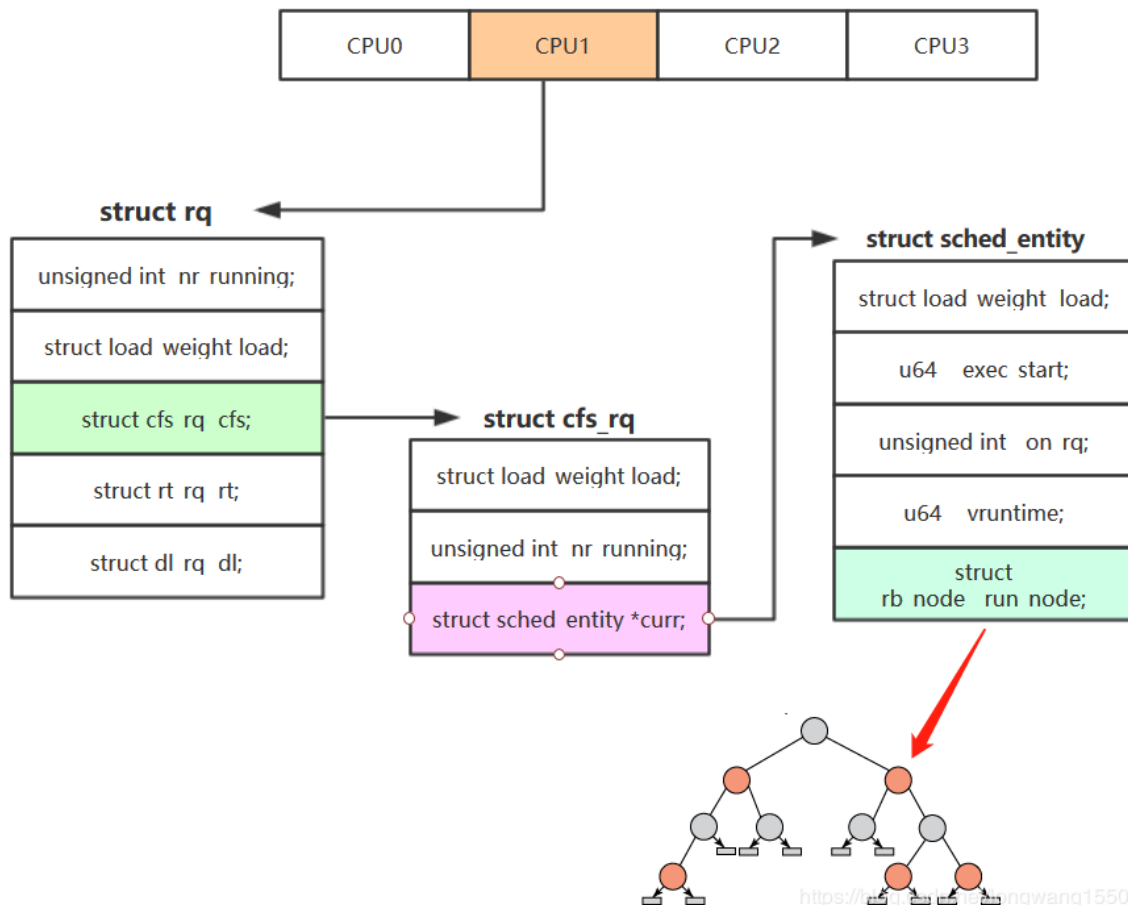 CPU0
CPU1
CPU2
CPU3
struct rq
unsigned int nr running;
struct load weight load;
struct cfs rq cfs;
struct rt rq rt;
struct dl rq dl;
struct cfs_rq
struct load weight load;
unsigned int nr running;
struct sched entity *curr;
struct sched_entity
struct load weight load;
u64 exec start;
unsigned int on rq;
u64 vruntime;
struct
rb node run node;